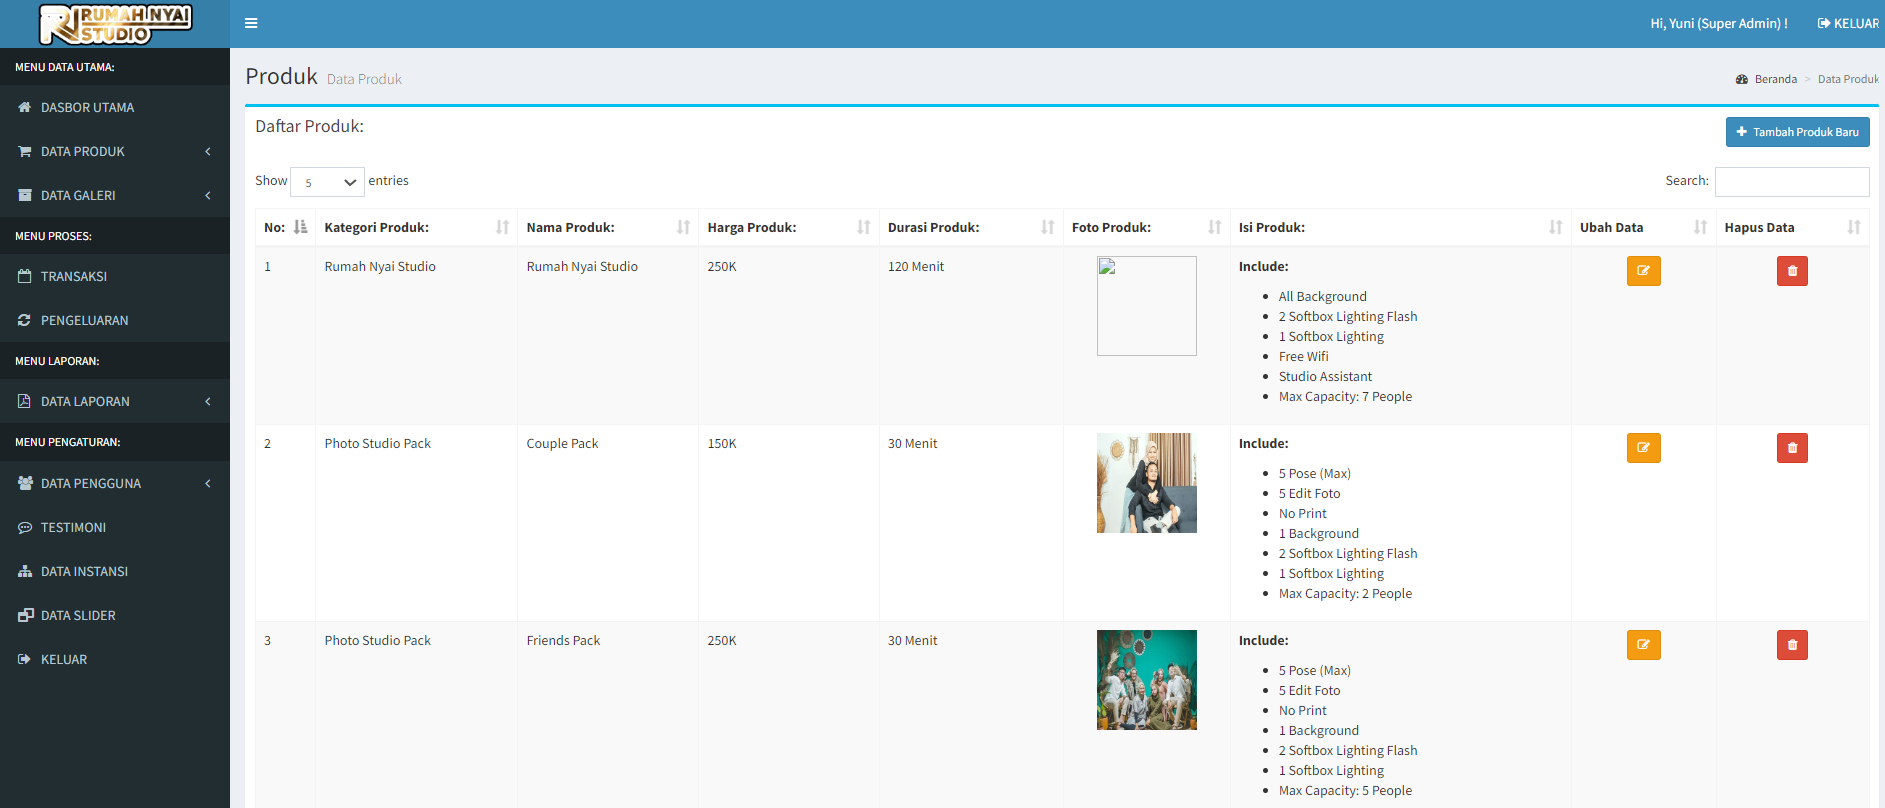 RUMAH NYAI
STUDIO
Hi, Yuni (Super Admin) !
KELUAR
MENU DATA UTAMA:
DASBOR UTAMA
DATA PRODUK
DATA GALERI
MENU PROSES:
TRANSAKSI
PENGELUARAN
MENU LAPORAN:
DATA LAPORAN
MENU PENGATURAN:
DATA PENGGUNA
TESTIMONI
DATA INSTANSI
DATA SLIDER
KELUAR
Produk Data Produk
Beranda > Data Produk
Daftar Produk:
Tambah Produk Baru
Show 5 entries
Search:
No: Kategori Produk: Nama Produk: Harga Produk: Durasi Produk: Foto Produk: Isi Produk: Ubah Data Hapus Data
1 Rumah Nyai Studio Rumah Nyai Studio 250K 120 Menit Include:
All Background
2 Softbox Lighting Flash
1 Softbox Lighting
Free Wifi
Studio Assistant
Max Capacity: 7 People
2 Photo Studio Pack Couple Pack 150K 30 Menit Include:
5 Pose (Max)
5 Edit Foto
No Print
1 Background
2 Softbox Lighting Flash
1 Softbox Lighting
Max Capacity: 2 People
3 Photo Studio Pack Friends Pack 250K 30 Menit Include:
5 Pose (Max)
5 Edit Foto
No Print
1 Background
2 Softbox Lighting Flash
1 Softbox Lighting
Max Capacity: 5 People